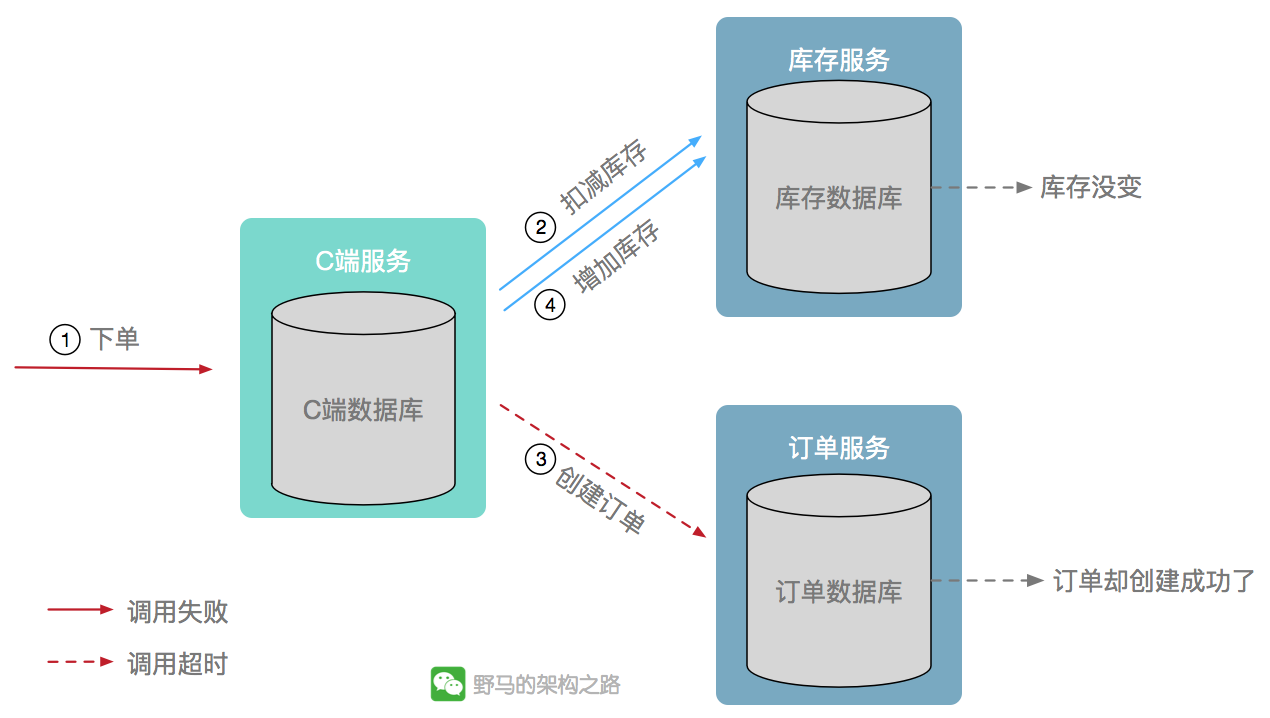 库存服务
库存数据库
库存没变
② 扣减库存
④ 增加库存
C端服务
C端数据库
① 下单
③ 创建订单
订单服务
订单数据库
订单却创建成功了
调用失败
调用超时
野马的架构之路